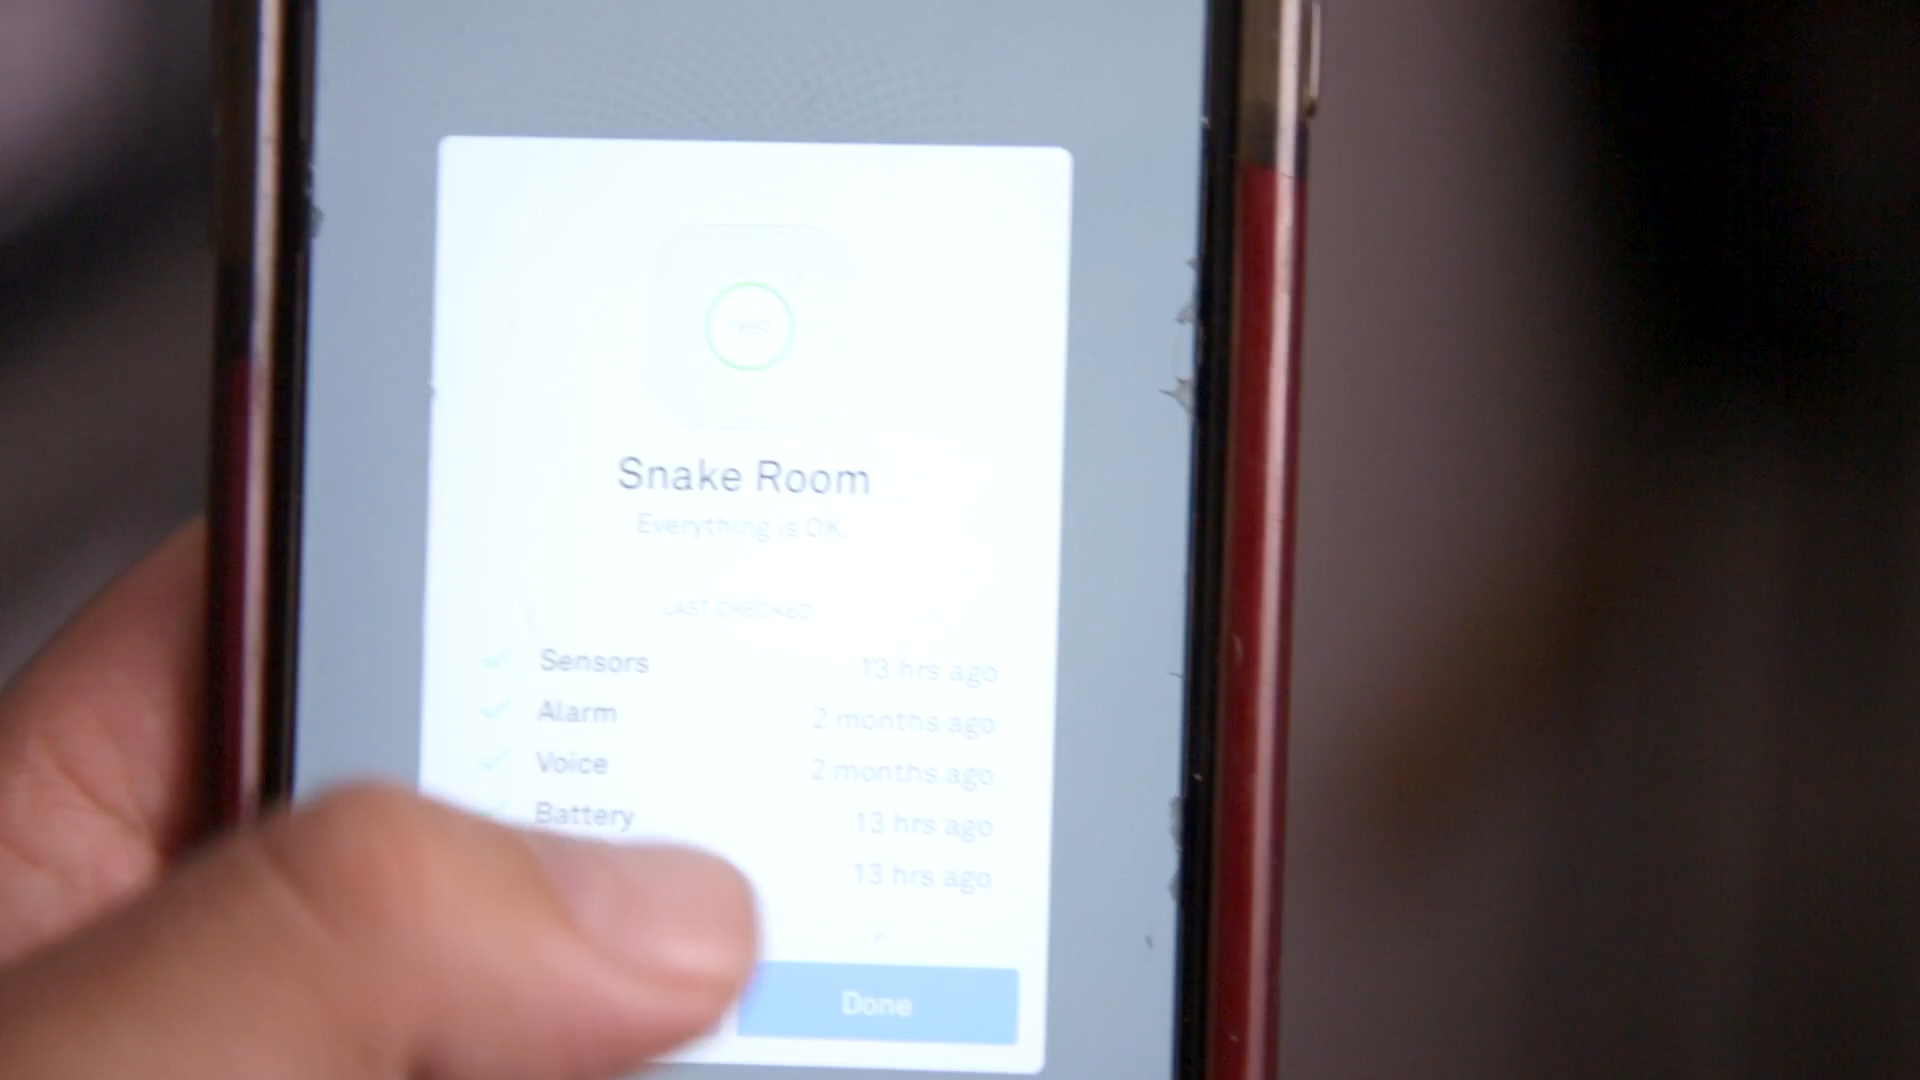 nest
Snake Room
Everything is OK.
LAST CHECKED
Sensors 13 hrs ago
Alarm 2 months ago
Voice 2 months ago
Battery 13 hrs ago
13 hrs ago
Done